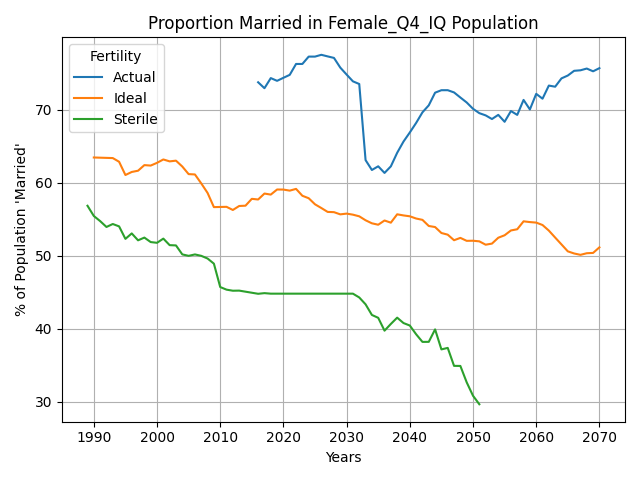 Proportion Married in Female_Q4_IQ Population
Fertility
Actual
Ideal
Sterile
% of Population 'Married'
70
60
50
40
30
1990 2000 2010 2020 2030 2040 2050 2060 2070
Years